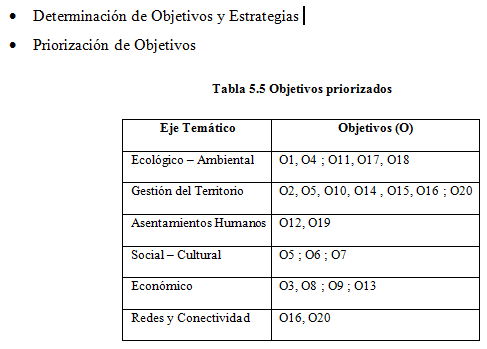 • Determinación de Objetivos y Estrategias
• Priorización de Objetivos
Tabla 5.5 Objetivos priorizados
Eje Temático Objetivos (O)
Ecológico – Ambiental O1, O4 ; O11, O17, O18
Gestión del Territorio O2, O5, O10, O14 , O15, O16 ; O20
Asentamientos Humanos O12, O19
Social – Cultural O5 ; O6 ; O7
Económico O3, O8 ; O9 ; O13
Redes y Conectividad O16, O20